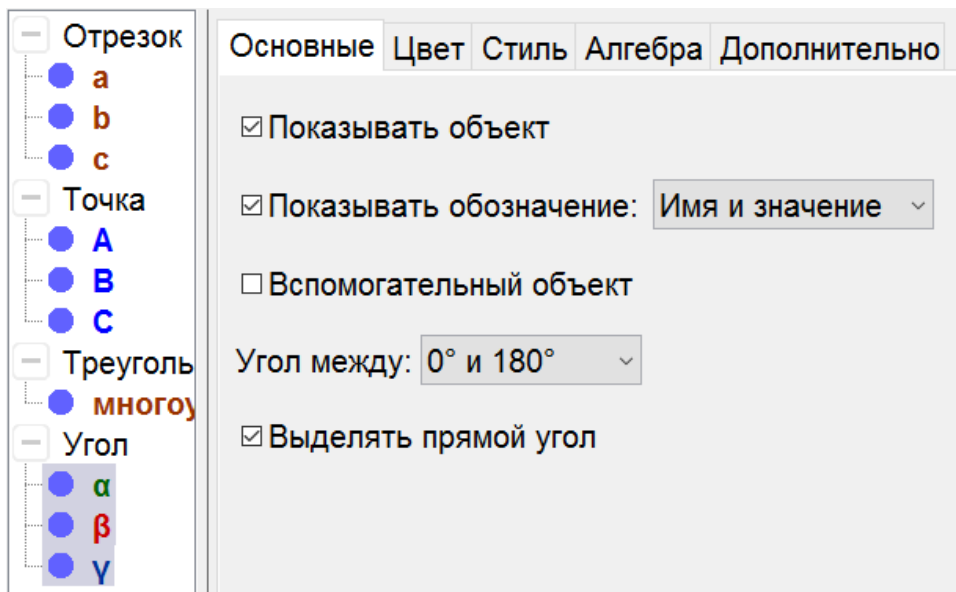 Отрезок
a
b
c
Точка
A
B
C
Треуголь
многоу
Угол
α
β
γ
Основные Цвет Стиль Алгебра Дополнительно
Показывать объект
Показывать обозначение: Имя и значение
Вспомогательный объект
Угол между: 0° и 180°
Выделять прямой угол